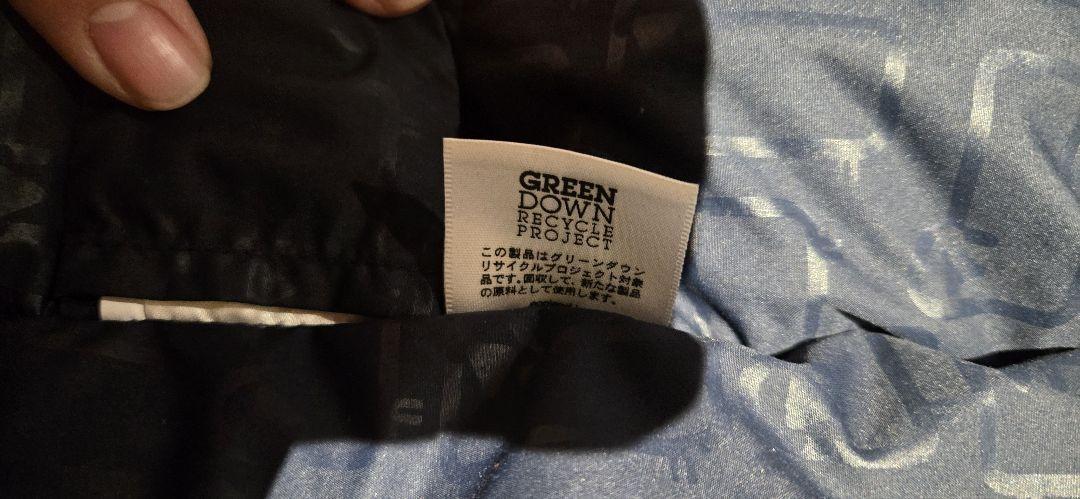 GREEN
DOWN
RECYCLE
PROJECT
この製品はグリーンダウン
リサイクルプロジェクト対象
品です。回収して、新たな製品
の原料として使用します。